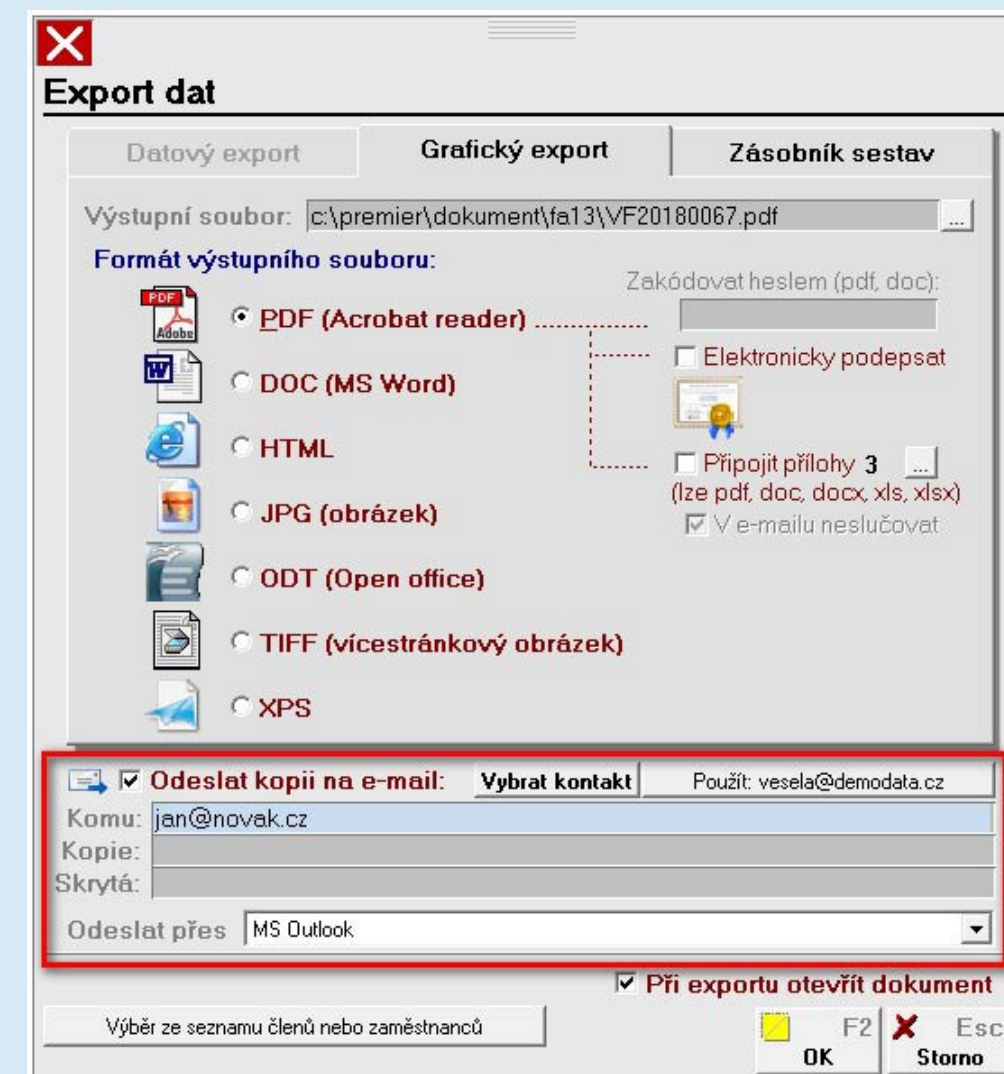 Export dat
Datový export Grafický export Zásobník sestav
Výstupní soubor: c:\premier\dokument\fa13\VF20180067.pdf ...
Formát výstupního souboru:
Zakódovat heslem (pdf, doc):
PDF
Adobe
PDF (Acrobat reader)
Elektronicky podepsat
W
DOC (MS Word)
HTML
Připojit přílohy 3 ...
(lze pdf, doc, docx, xls, xlsx)
JPG (obrázek)
V e-mailu neslučovat
ODT (Open office)
TIFF (vícestránkový obrázek)
XPS
Odeslat kopii na e-mail: Vybrat kontakt Použít: vesela@demodata.cz
Komu: jan@novak.cz
Kopie:
Skrytá:
Odeslat přes MS Outlook
Při exportu otevřít dokument
Výběr ze seznamu členů nebo zaměstnanců
F2 Esc
OK Storno